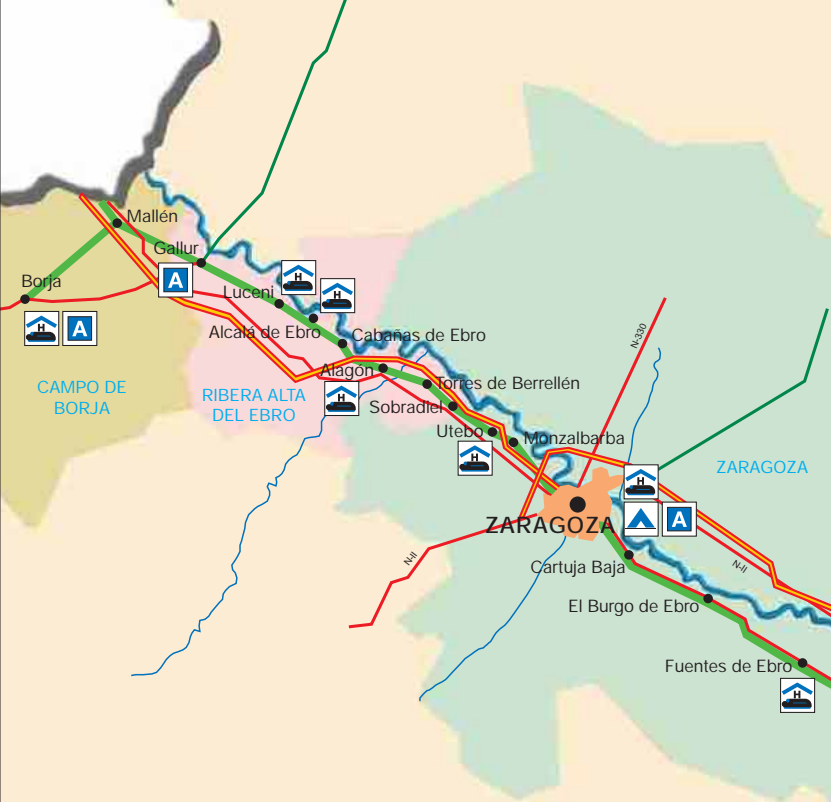 Mallén
Gallur
Borja
A
H
Luceni
H
H
A
Alcalá de Ebro
Cabañas de Ebro
N-330
CAMPO DE
BORJA
RIBERA ALTA
DEL EBRO
Alagón
H
Torres de Berrellén
Sobradiel
Utebo
H
Monzalbarba
ZARAGOZA
H
A
ZARAGOZA
N-II
N-II
Cartuja Baja
El Burgo de Ebro
Fuentes de Ebro
H